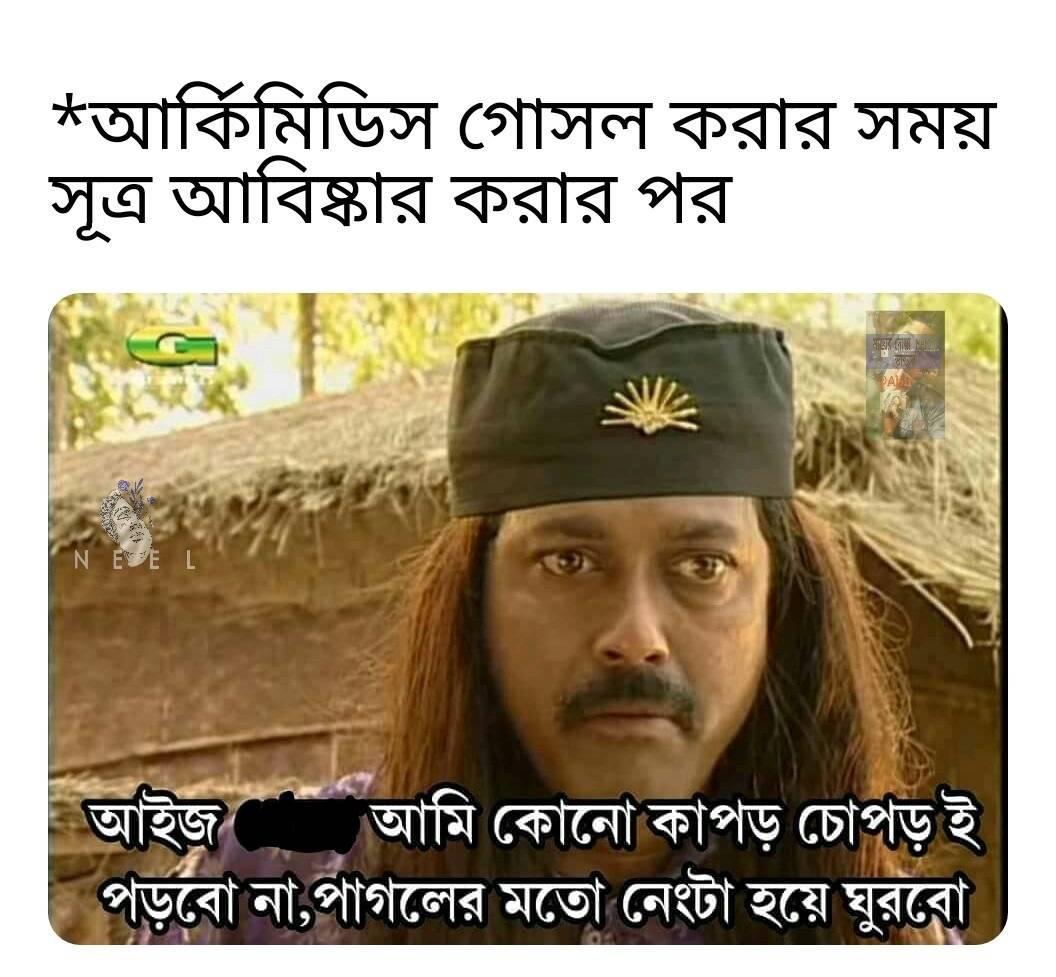 *আর্কিমিডিস গোসল করার সময়
সূত্র আবিষ্কার করার পর
G
N E E L
আইজ আমি কোনো কাপড় চোপড় ই
পড়বো না,পাগলের মতো নেংটা হয়ে ঘুরবো